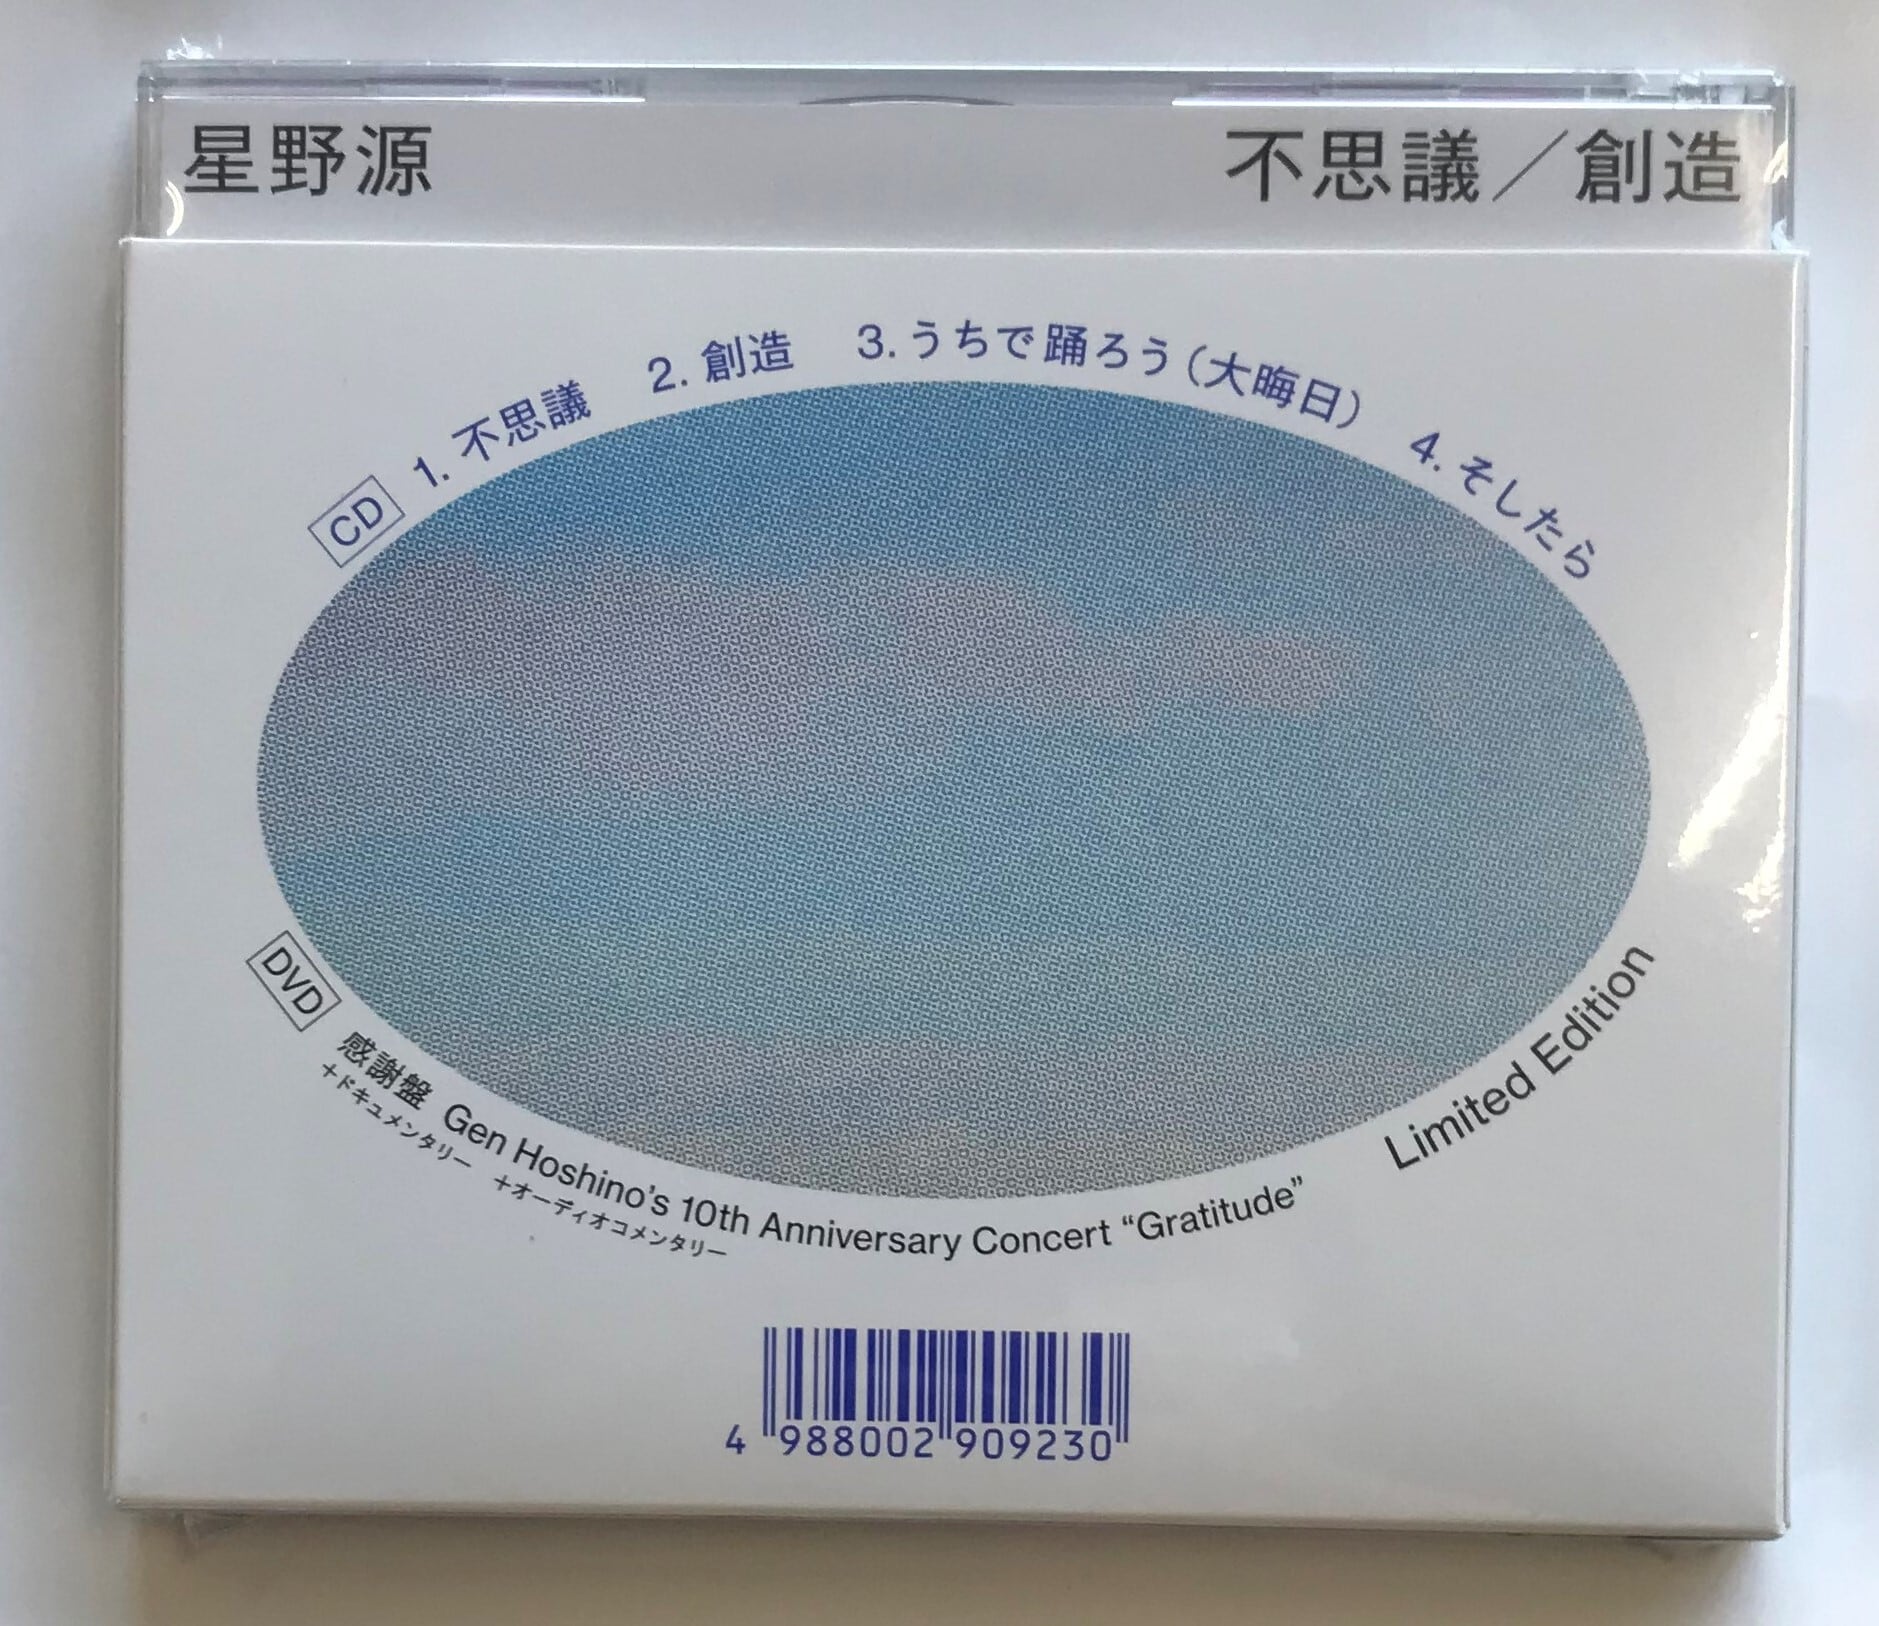 星野源
不思議／創造
CD 1. 不思議 2. 創造 3. うちで踊ろう（大晦日） 4. そしたら
DVD 感謝盤 Gen Hoshino's 10th Anniversary Concert “Gratitude” Limited Edition
＋ドキュメンタリー ＋オーディオコメンタリー
4 988002 909230